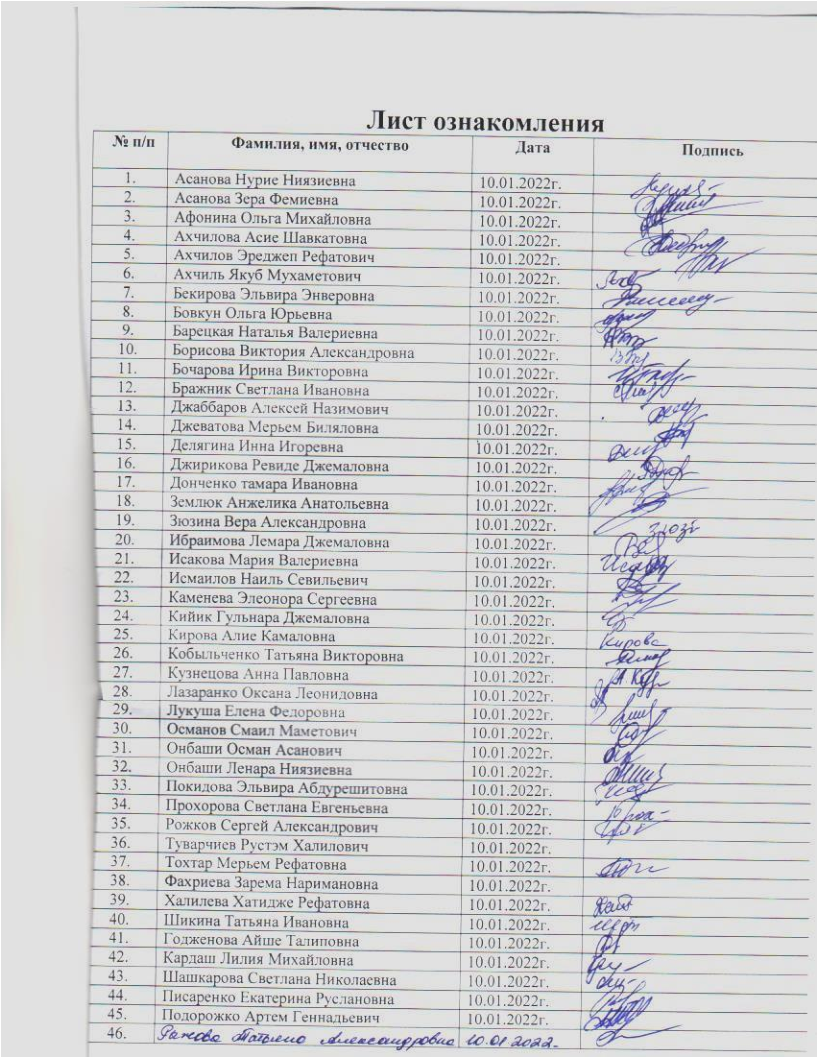 Лист ознакомления
№ п/п Фамилия, имя, отчество Дата Подпись
1. Асанова Нурие Ниязиевна 10.01.2022г.
2. Асанова Зера Фемиевна 10.01.2022г.
3. Афонина Ольга Михайловна 10.01.2022г.
4. Ахчилова Асие Шавкатовна 10.01.2022г.
5. Ахчилов Эреджеп Рефатович 10.01.2022г.
6. Ахчиль Якуб Мухаметович 10.01.2022г.
7. Бекирова Эльвира Энверовна 10.01.2022г.
8. Бовкун Ольга Юрьевна 10.01.2022г.
9. Барецкая Наталья Валериевна 10.01.2022г.
10. Борисова Виктория Александровна 10.01.2022г.
11. Бочарова Ирина Викторовна 10.01.2022г.
12. Бражник Светлана Ивановна 10.01.2022г.
13. Джаббаров Алексей Назимович 10.01.2022г.
14. Джеватова Мерьем Биляловна 10.01.2022г.
15. Делягина Инна Игоревна 10.01.2022г.
16. Джирикова Ревиде Джемаловна 10.01.2022г.
17. Донченко тамара Ивановна 10.01.2022г.
18. Землюк Анжелика Анатольевна 10.01.2022г.
19. Зюзина Вера Александровна 10.01.2022г.
20. Ибраимова Лемара Джемаловна 10.01.2022г.
21. Исакова Мария Валериевна 10.01.2022г.
22. Исмаилов Наиль Севильевич 10.01.2022г.
23. Каменева Элеонора Сергеевна 10.01.2022г.
24. Кийик Гульнара Джемаловна 10.01.2022г.
25. Кирова Алие Камаловна 10.01.2022г. Кирова
26. Кобыльченко Татьяна Викторовна 10.01.2022г.
27. Кузнецова Анна Павловна 10.01.2022г.
28. Лазаранко Оксана Леонидовна 10.01.2022г.
29. Лукуша Елена Федоровна 10.01.2022г.
30. Османов Смаил Маметович 10.01.2022г.
31. Онбаши Осман Асанович 10.01.2022г.
32. Онбаши Ленара Ниязиевна 10.01.2022г.
33. Покидова Эльвира Абдурешитовна 10.01.2022г.
34. Прохорова Светлана Евгеньевна 10.01.2022г.
35. Рожков Сергей Александрович 10.01.2022г.
36. Туварчиев Рустэм Халилович 10.01.2022г.
37. Тохтар Мерьем Рефатовна 10.01.2022г.
38. Фахриева Зарема Наримановна 10.01.2022г.
39. Халилева Хатидже Рефатовна 10.01.2022г.
40. Шикина Татьяна Ивановна 10.01.2022г.
41. Годженова Айше Талиповна 10.01.2022г.
42. Кардаш Лилия Михайловна 10.01.2022г.
43. Шашкарова Светлана Николаевна 10.01.2022г.
44. Писаренко Екатерина Руслановна 10.01.2022г.
45. Подорожко Артем Геннадьевич 10.01.2022г.
46. Татьяна Александровна 10.01.2022.